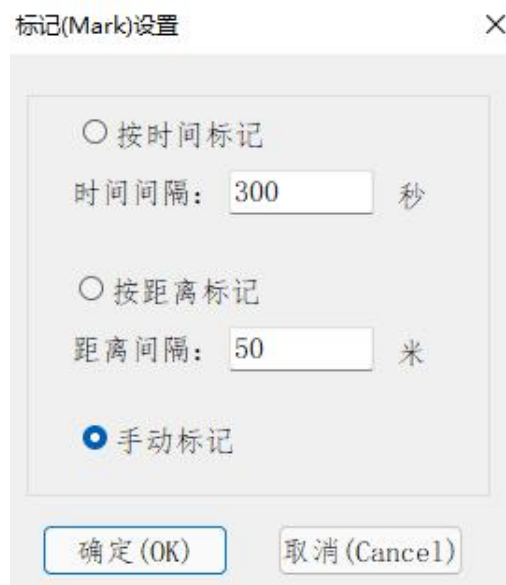 标记(Mark)设置
按时间标记
时间间隔： 300 秒
按距离标记
距离间隔： 50 米
手动标记
确定(OK) 取消(Cancel)